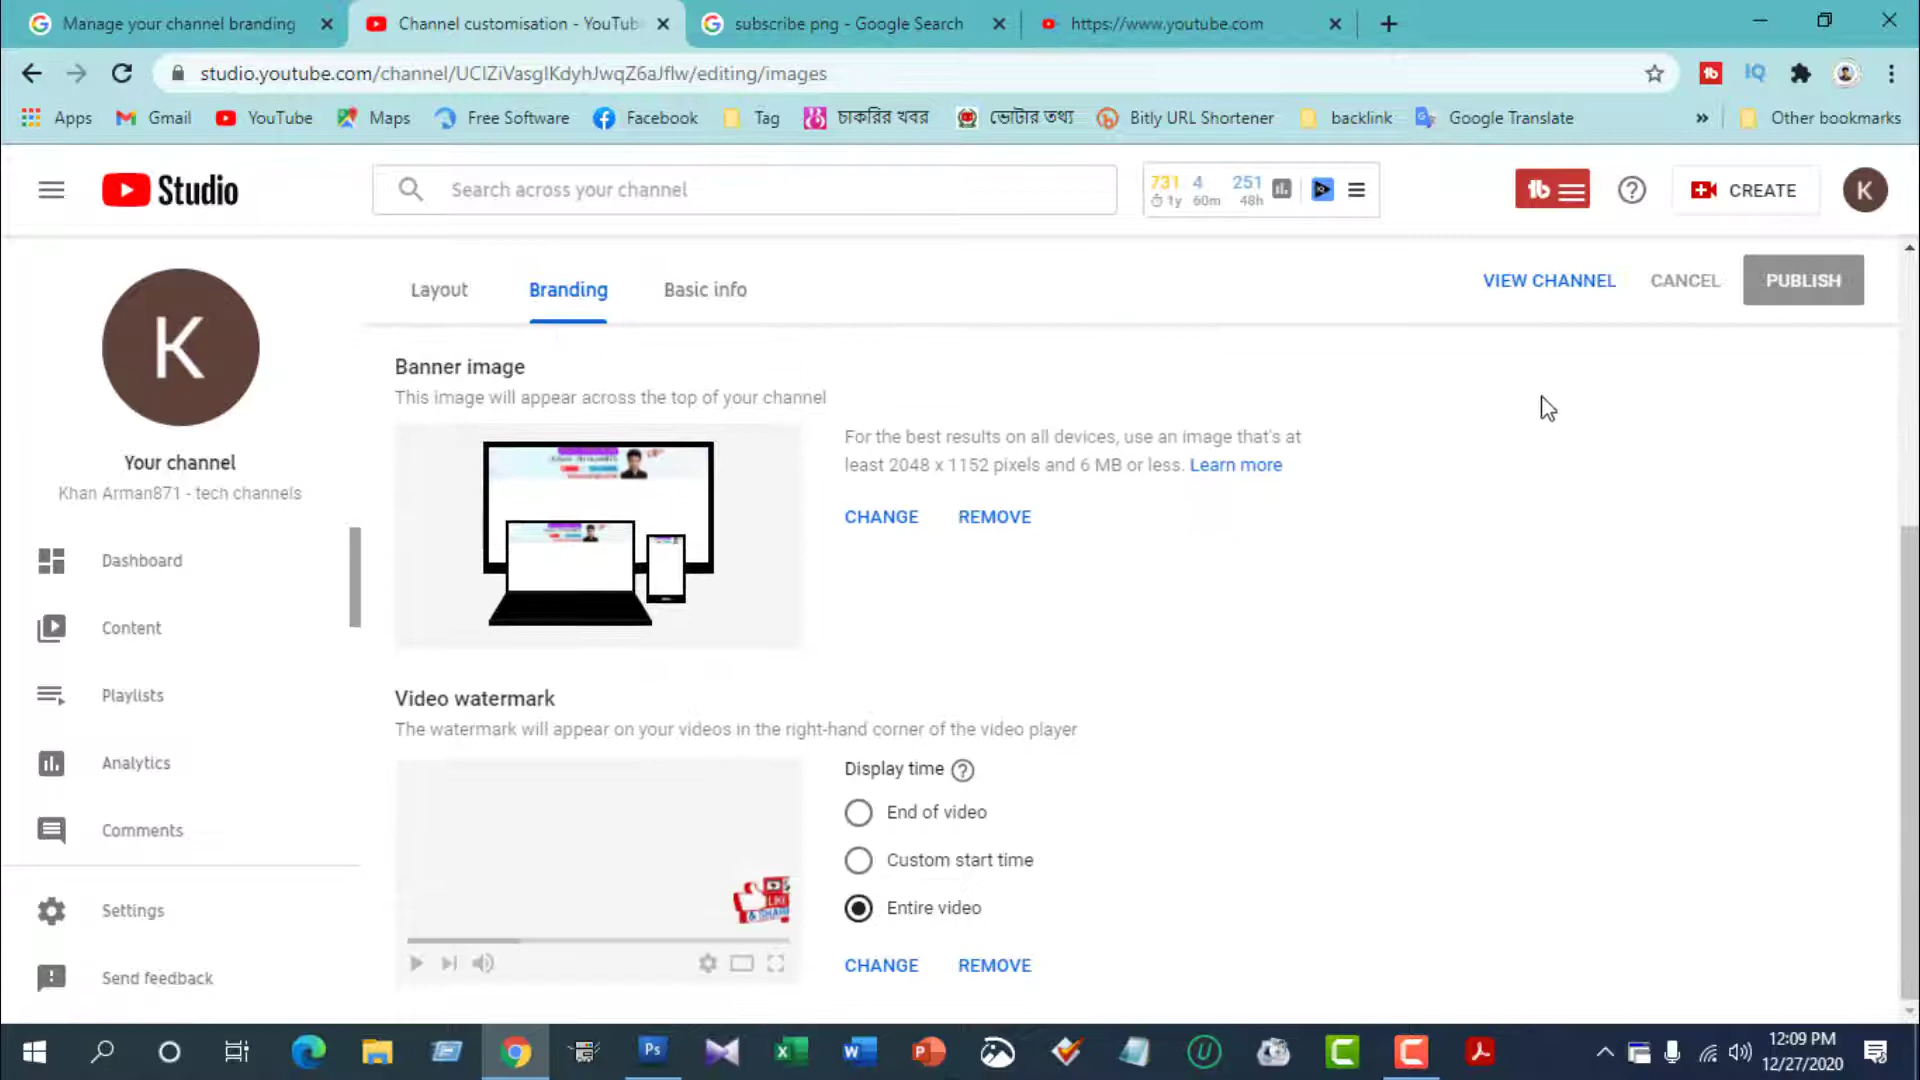 Manage your channel branding
Channel customisation - YouTub
subscribe png - Google Search
https://www.youtube.com
studio.youtube.com/channel/UCIZiVasglKdyhJwqZ6aJflw/editing/images
Apps
Gmail
YouTube
Maps
Free Software
Facebook
Tag
চাকরির খবর
ভোটার তথ্য
Bitly URL Shortener
backlink
Google Translate
Other bookmarks
Studio
Search across your channel
731 4 251
1y 60m 48h
CREATE
K
K
Your channel
Khan Arman871 - tech channels
Dashboard
Content
Playlists
Analytics
Comments
Settings
Send feedback
Layout
Branding
Basic info
VIEW CHANNEL
CANCEL
PUBLISH
Banner image
This image will appear across the top of your channel
For the best results on all devices, use an image that's at
least 2048 x 1152 pixels and 6 MB or less. Learn more
CHANGE
REMOVE
Video watermark
The watermark will appear on your videos in the right-hand corner of the video player
Display time
End of video
Custom start time
Entire video
LIKE
& SHARE
CHANGE
REMOVE
12:09 PM
12/27/2020